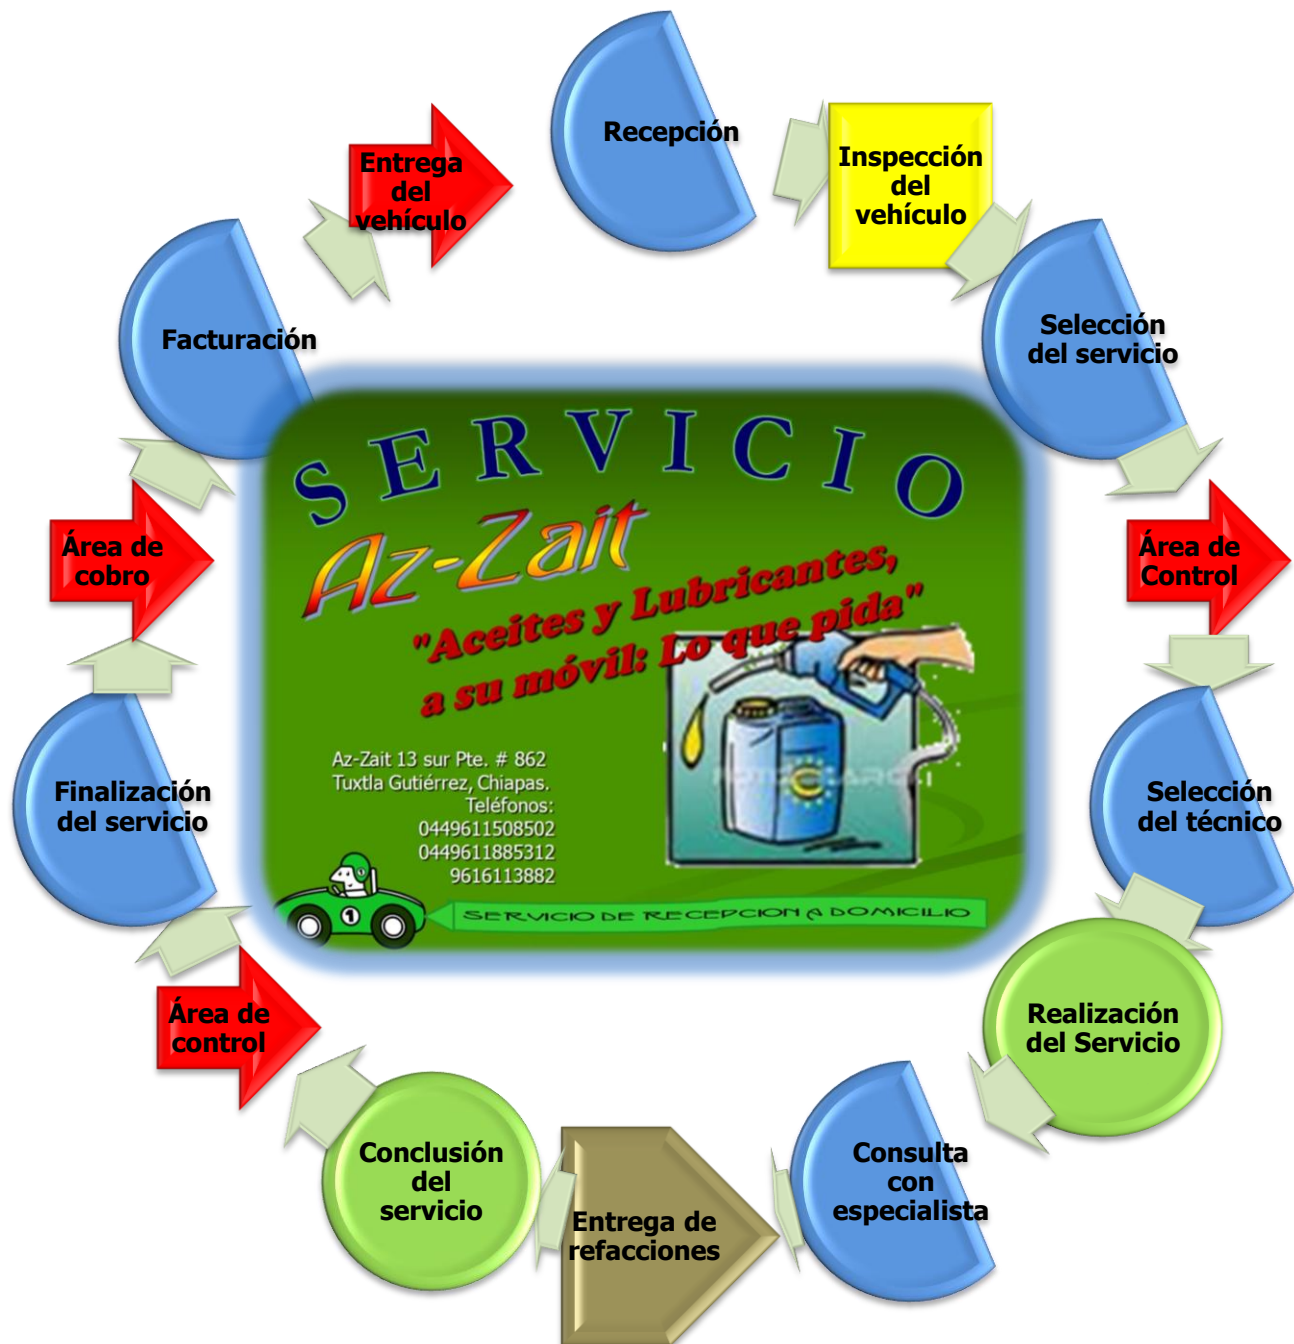 Recepción
Inspección
del
vehículo
Selección
del servicio
Área de
Control
Selección
del técnico
Realización
del Servicio
Consulta
con
especialista
Entrega de
refacciones
Conclusión
del
servicio
Área de
control
Finalización
del servicio
Área de
cobro
Facturación
Entrega
del
vehículo
SERVICIO
Az-Zait
"Aceites y Lubricantes,
a su móvil: Lo que pida"
Az-Zait 13 sur Pte. # 862
Tuxtla Gutiérrez, Chiapas.
Teléfonos:
0449611508502
0449611885312
9616113882
1
SERVICIO DE RECEPCION A DOMICILIO